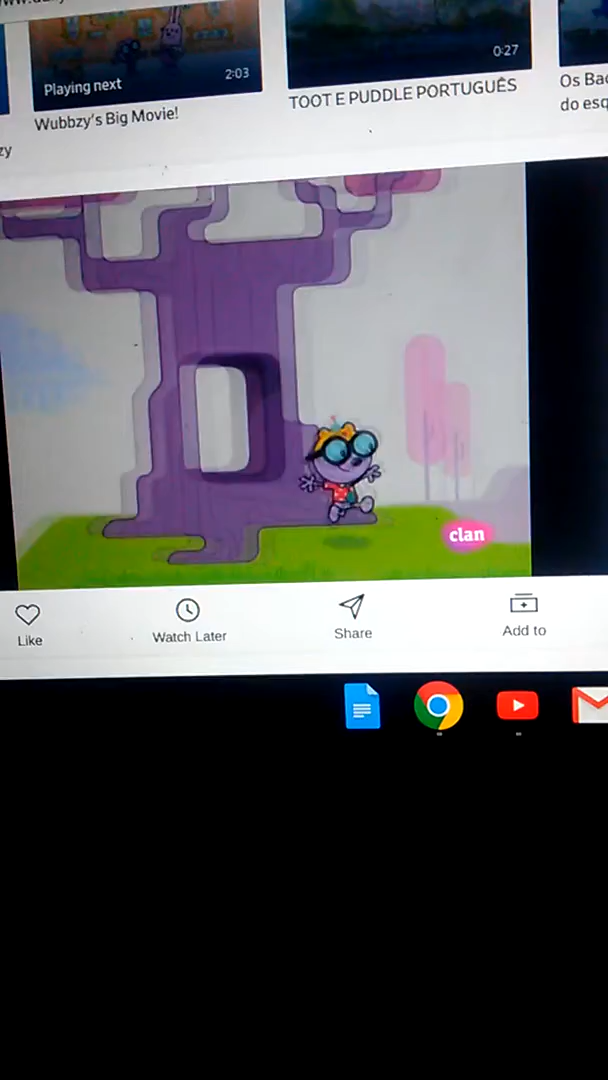 Playing next
2:03
0:27
Wubbzy's Big Movie!
TOOT E PUDDLE PORTUGUÊS
Os Bac
do esq
zy
clan
Like
Watch Later
Share
Add to